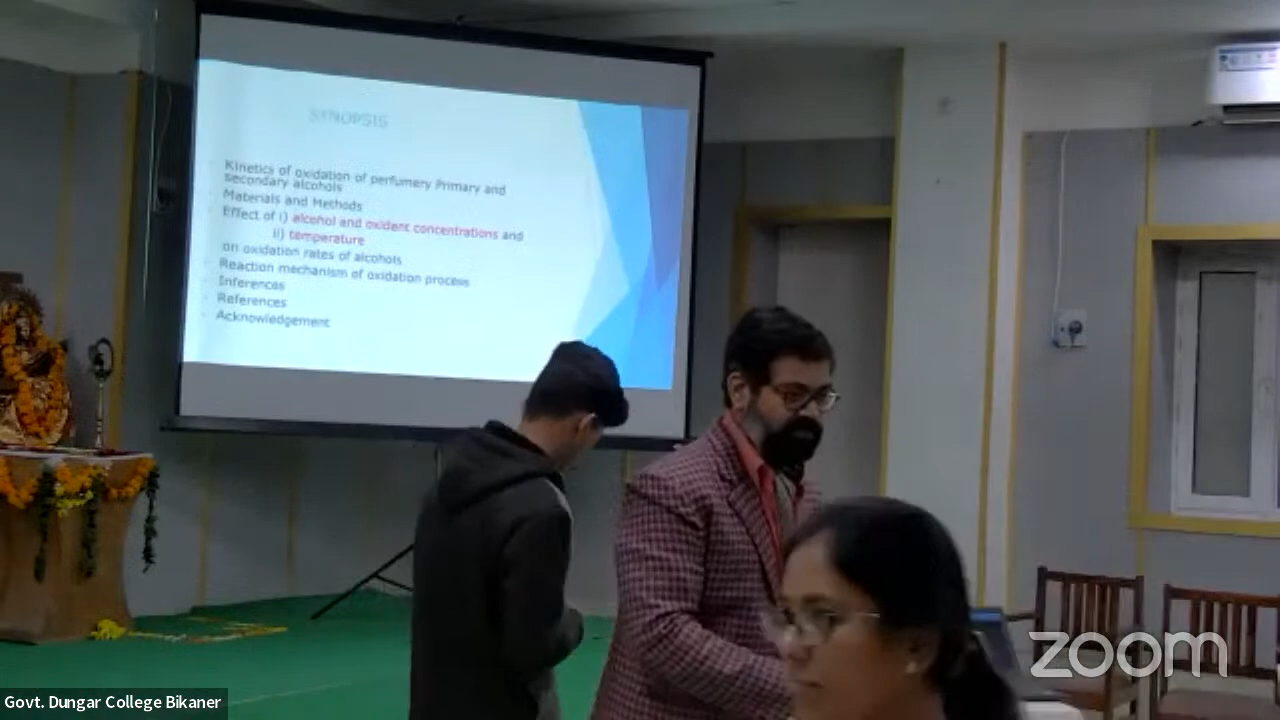 SYNOPSIS
Kinetics of oxidation of perfumery Primary and
secondary alcohols
Materials and Methods
Effect of i) alcohol and oxident concentrations and
ii) temperature
on oxidation rates of alcohols
Reaction mechanism of oxidation process
Inferences
References
Acknowledgement
zoom
Govt. Dungar College Bikaner